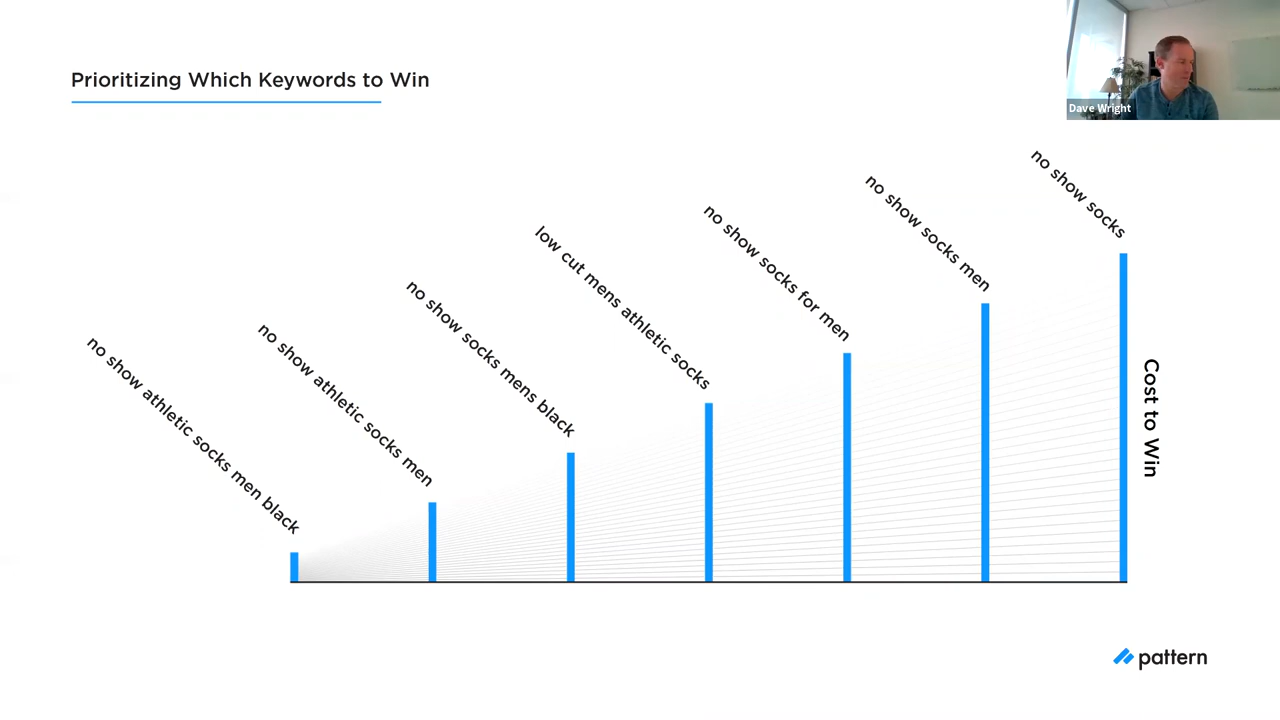 Prioritizing Which Keywords to Win
Dave Wright
no show athletic socks men black
no show athletic socks men
no show socks mens black
low cut mens athletic socks
no show socks for men
no show socks men
no show socks
Cost to Win
pattern